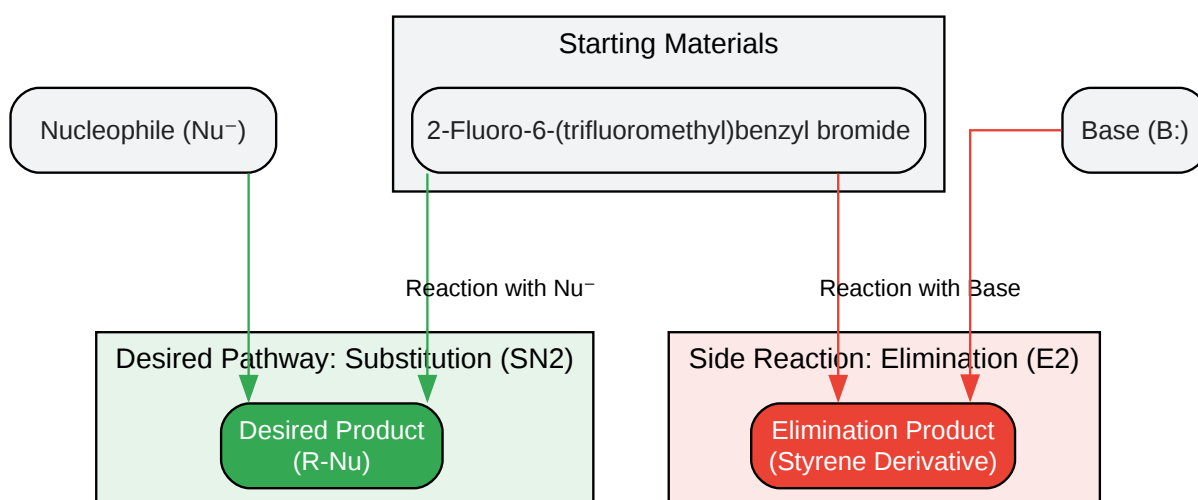 Starting Materials
Nucleophile (Nu⁻)
2-Fluoro-6-(trifluoromethyl)benzyl bromide
Base (B:)
Reaction with Nu⁻
Reaction with Base
Desired Pathway: Substitution (SN2)
Side Reaction: Elimination (E2)
Desired Product
(R-Nu)
Elimination Product
(Styrene Derivative)